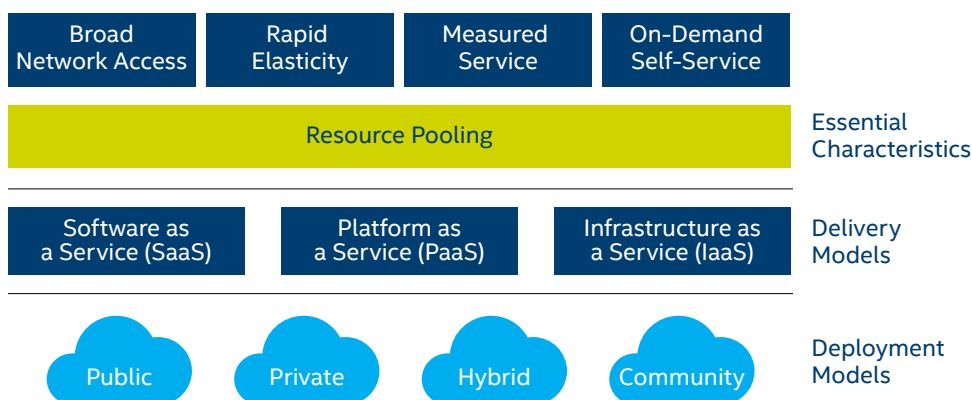 Broad
Network Access
Rapid
Elasticity
Measured
Service
On-Demand
Self-Service
Resource Pooling
Essential
Characteristics
Software as
a Service (SaaS)
Platform as
a Service (PaaS)
Infrastructure as
a Service (IaaS)
Delivery
Models
Public
Private
Hybrid
Community
Deployment
Models